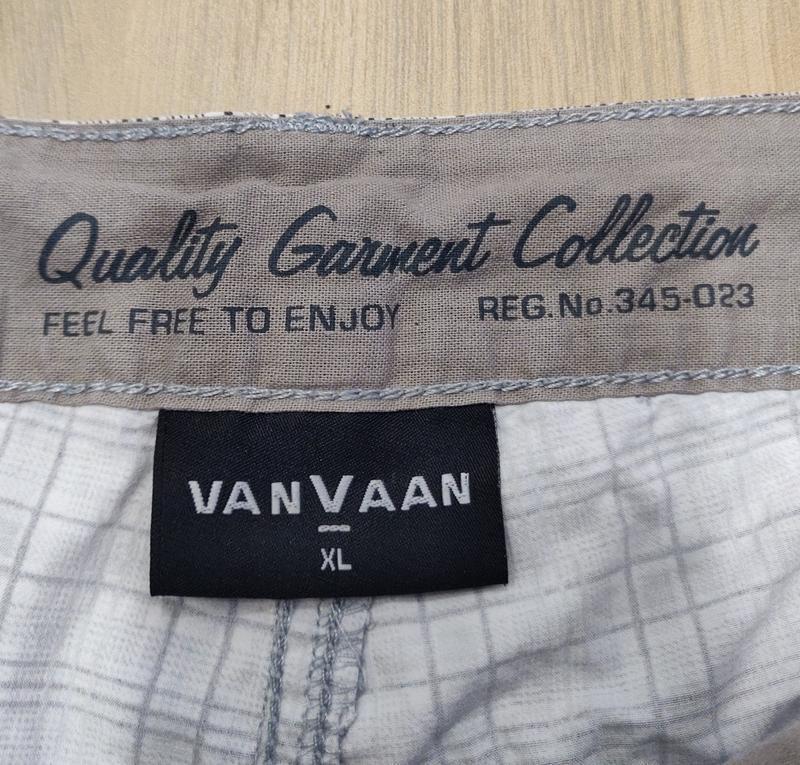 Quality Garment Collection
FEEL FREE TO ENJOY REG.No.345-023
VANVAAN
XL